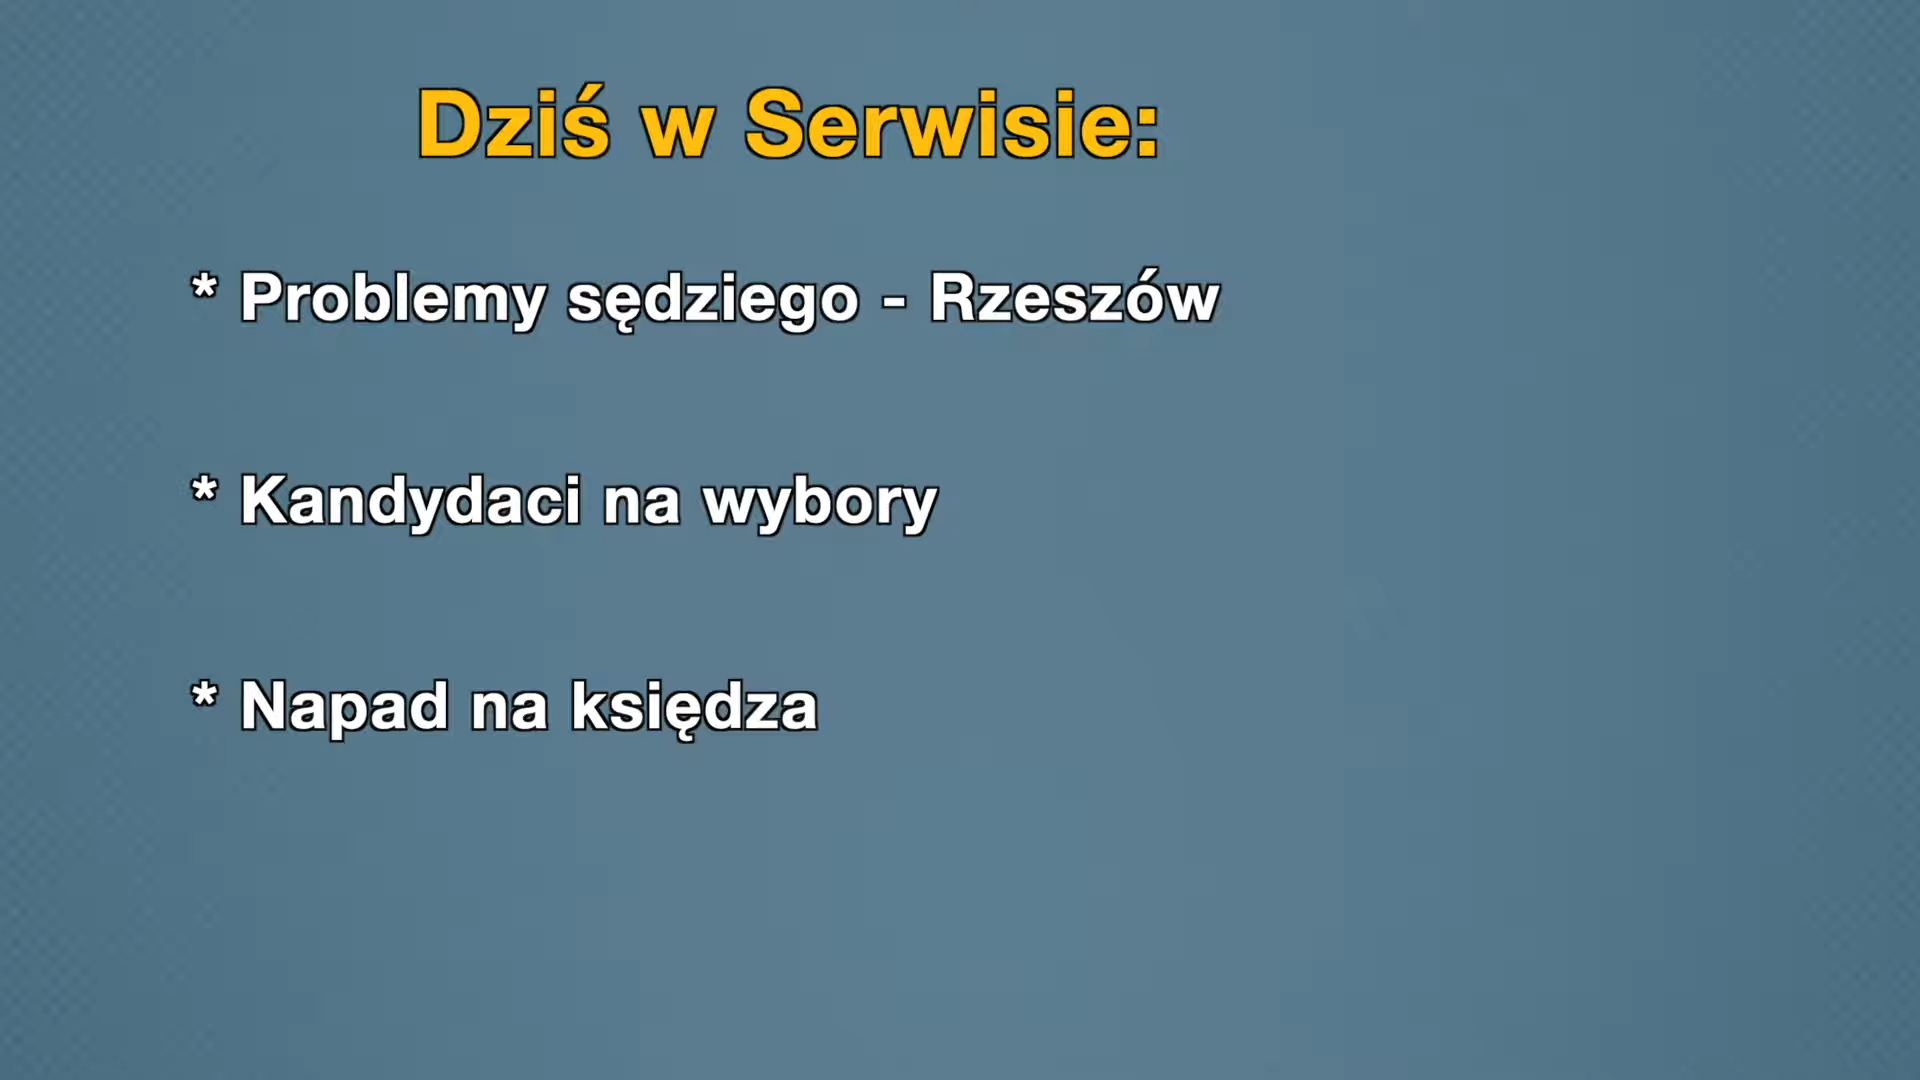 Dziś w Serwisie:
* Problemy sędziego - Rzeszów
* Kandydaci na wybory
* Napad na księdza